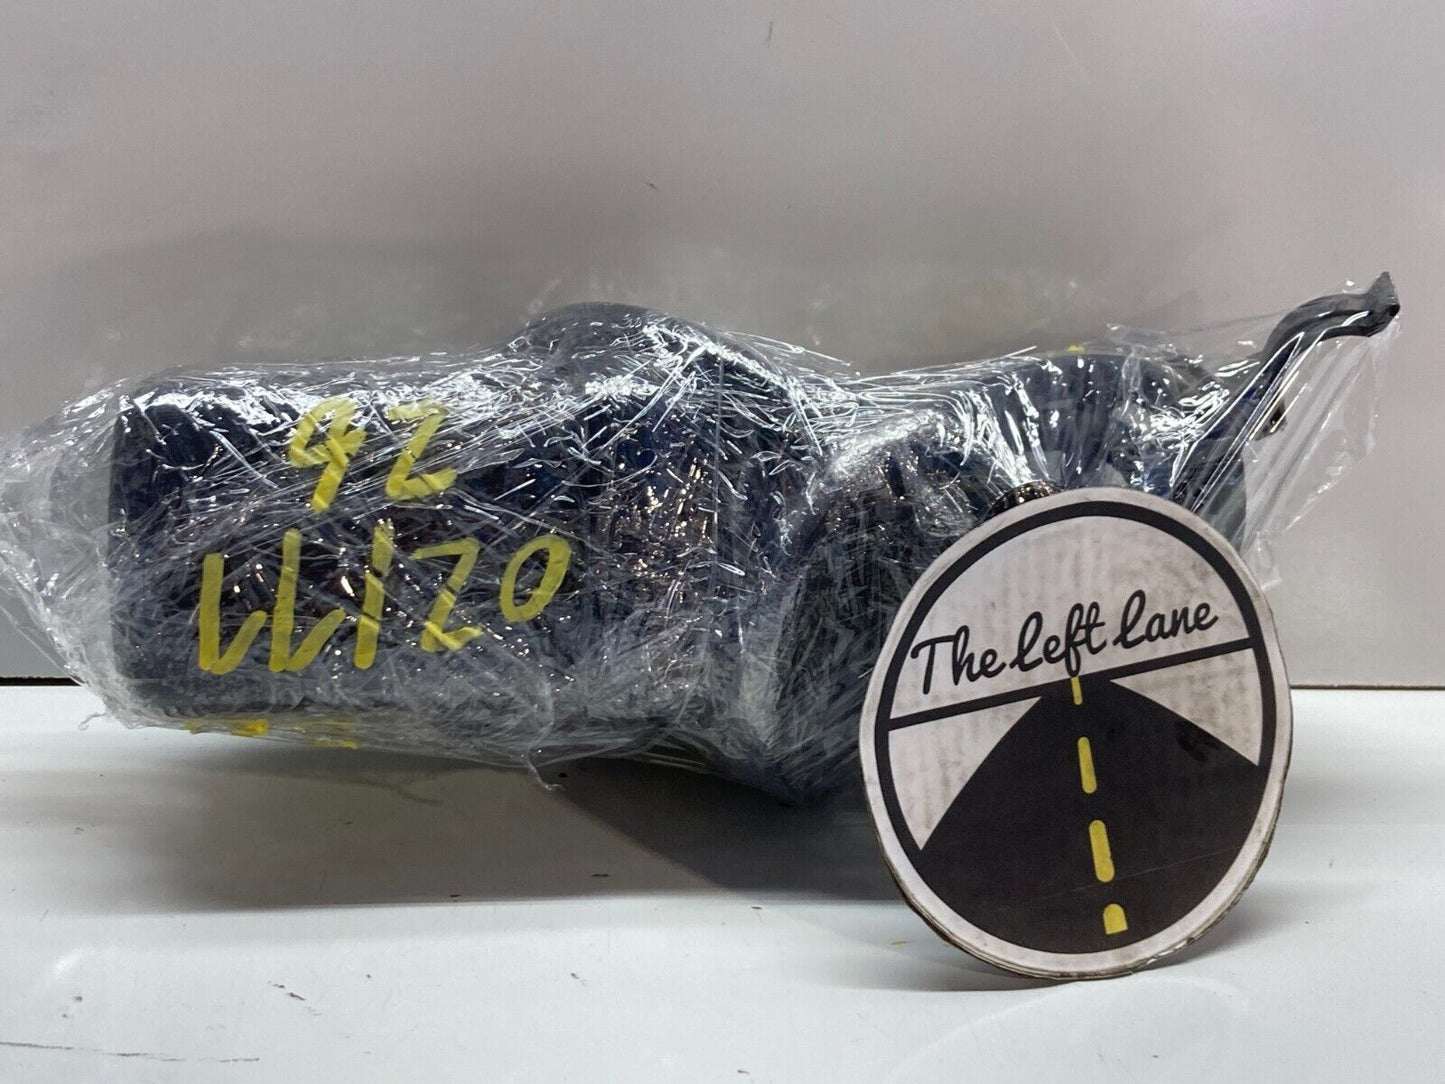 92
LL120
The Left Lane